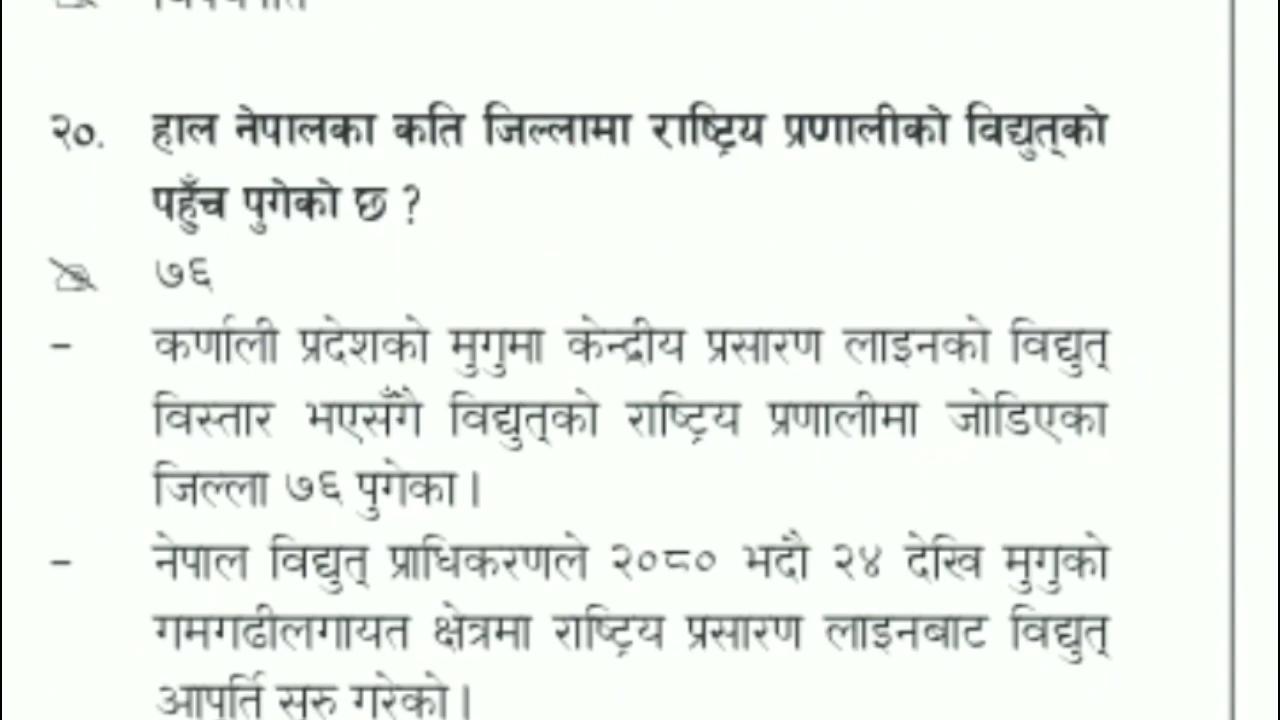 २०. हाल नेपालका कति जिल्लामा राष्ट्रिय प्रणालीको विद्युत्‌को
पहुँच पुगेको छ ?
७६
- कर्णाली प्रदेशको मुगुमा केन्द्रीय प्रसारण लाइनको विद्युत्
विस्तार भएसँगै विद्युत्‌को राष्ट्रिय प्रणालीमा जोडिएका
जिल्ला ७६ पुगेका।
- नेपाल विद्युत् प्राधिकरणले २०८० भदौ २४ देखि मुगुको
गमगढीलगायत क्षेत्रमा राष्ट्रिय प्रसारण लाइनबाट विद्युत्
आपूर्ति सुरु गरेको।